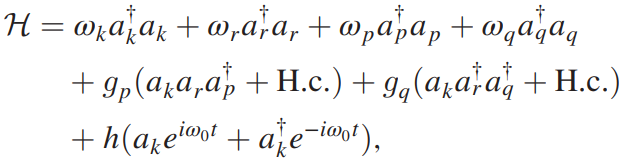 ℋ = ω_k a_k^† a_k + ω_r a_r^† a_r + ω_p a_p^† a_p + ω_q a_q^† a_q
+ g_p(a_k a_r a_p^† + H.c.) + g_q(a_k a_r^† a_q^† + H.c.)
+ h(a_k e^{iω_0 t} + a_k^† e^{-iω_0 t}),